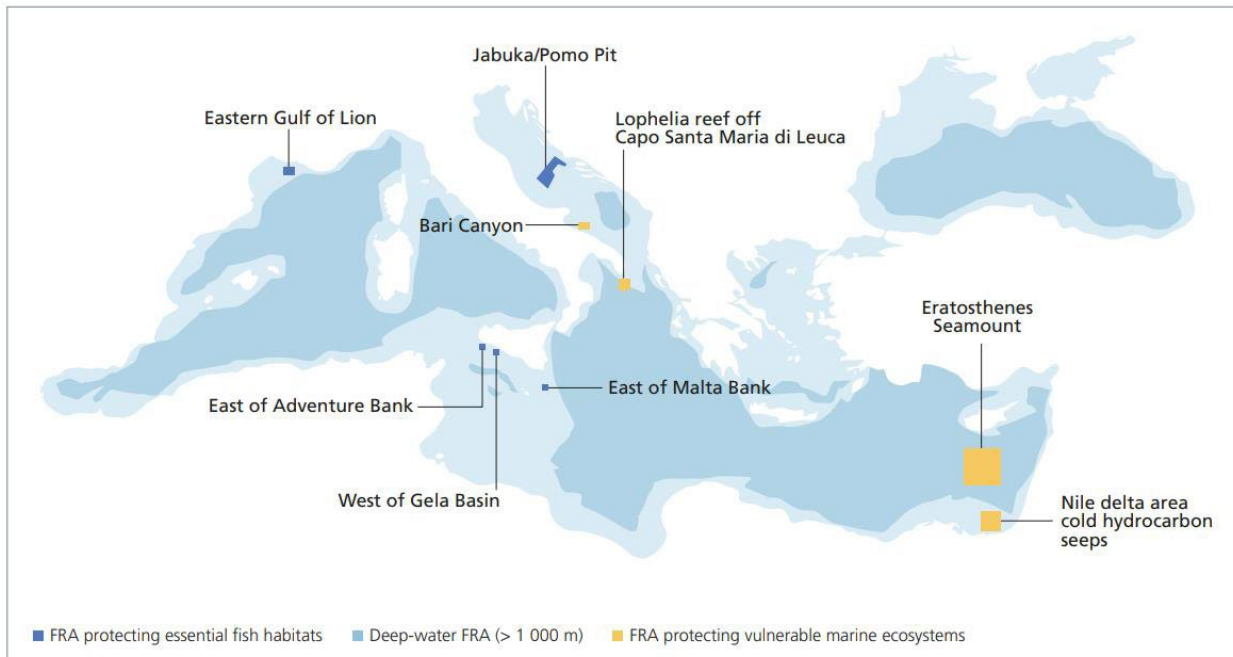 Jabuka/Pomo Pit
Eastern Gulf of Lion
Lophelia reef off
Capo Santa Maria di Leuca
Bari Canyon
Eratosthenes
Seamount
East of Malta Bank
East of Adventure Bank
West of Gela Basin
Nile delta area
cold hydrocarbon
seeps
FRA protecting essential fish habitats
Deep-water FRA (> 1 000 m)
FRA protecting vulnerable marine ecosystems